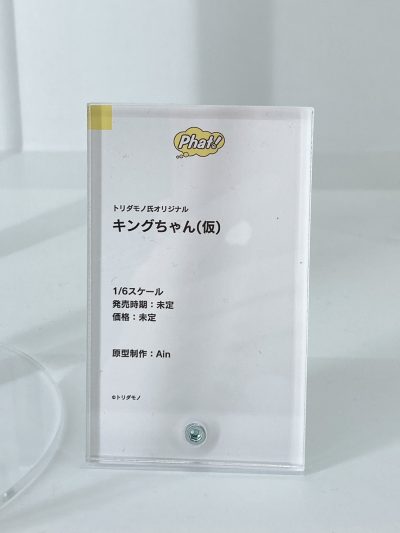 Phat!
トリダモノ氏オリジナル
キングちゃん(仮)
1/6スケール
発売時期：未定
価格：未定
原型制作：Ain
©トリダモノ